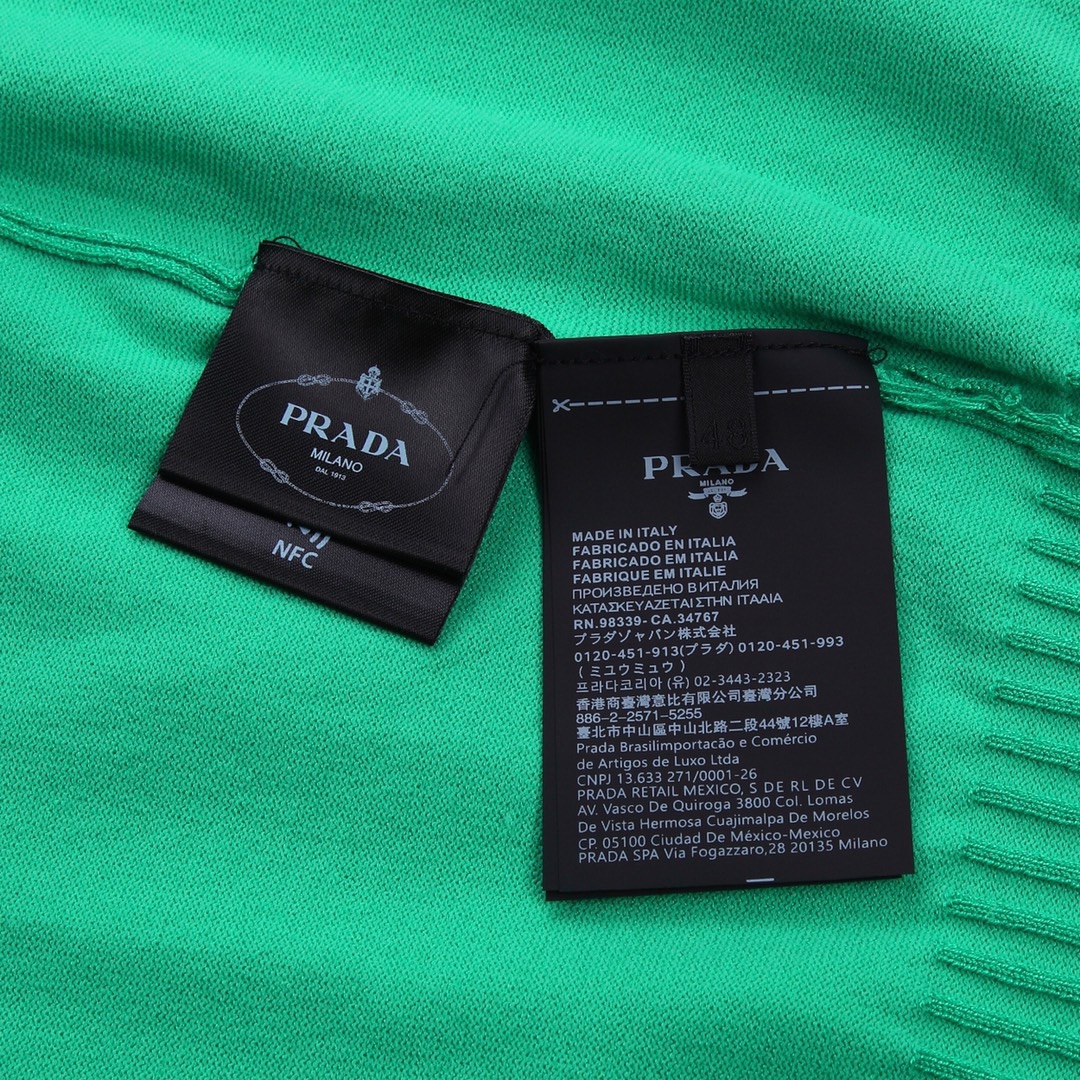 PRADA
MILANO
DAL 1913
NFC
48
PRADA
MILANO
MADE IN ITALY
FABRICADO EN ITALIA
FABRICADO EM ITALIA
FABRIQUE EM ITALIE
ПРОИЗВЕДЕНО В ИТАЛИЯ
ΚΑΤΑΣΚΕΥΑΖΕΤΑΙ ΣΤΗΝ ΙΤΑΑΙΑ
RN.98339- CA.34767
プラダゾャバン株式会社
0120-451-913(プラダ) 0120-451-993
( ミユウミュウ )
프라다코리아 (유) 02-3443-2323
香港商臺灣意比有限公司臺灣分公司
886-2-2571-5255
臺北市中山區中山北路二段44號12樓A室
Prada Brasilimportacão e Comércio
de Artigos de Luxo Ltda
CNPJ 13.633 271/0001-26
PRADA RETAIL MEXICO, S DE RL DE CV
AV. Vasco De Quiroga 3800 Col. Lomas
De Vista Hermosa Cuajimalpa De Morelos
CP. 05100 Ciudad De México-Mexico
PRADA SPA Via Fogazzaro,28 20135 Milano